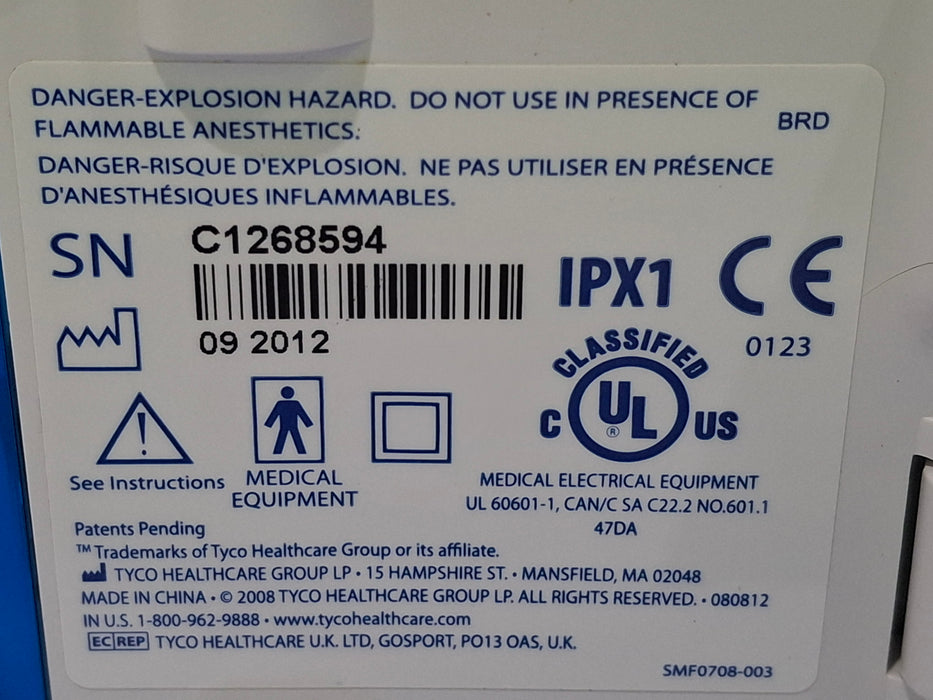 DANGER-EXPLOSION HAZARD. DO NOT USE IN PRESENCE OF
FLAMMABLE ANESTHETICS.
BRD
DANGER-RISQUE D'EXPLOSION. NE PAS UTILISER EN PRÉSENCE
D'ANESTHÉSIQUES INFLAMMABLES.
SN
C1268594
09 2012
IPX1
CE
0123
CLASSIFIED
C UL® US
See Instructions
MEDICAL
EQUIPMENT
MEDICAL ELECTRICAL EQUIPMENT
UL 60601-1, CAN/C SA C22.2 NO.601.1
47DA
Patents Pending
™ Trademarks of Tyco Healthcare Group or its affiliate.
TYCO HEALTHCARE GROUP LP • 15 HAMPSHIRE ST. • MANSFIELD, MA 02048
MADE IN CHINA • © 2008 TYCO HEALTHCARE GROUP LP. ALL RIGHTS RESERVED. • 080812
IN U.S. 1-800-962-9888 • www.tycohealthcare.com
EC REP TYCO HEALTHCARE U.K. LTD, GOSPORT, PO13 OAS, U.K.
SMF0708-003